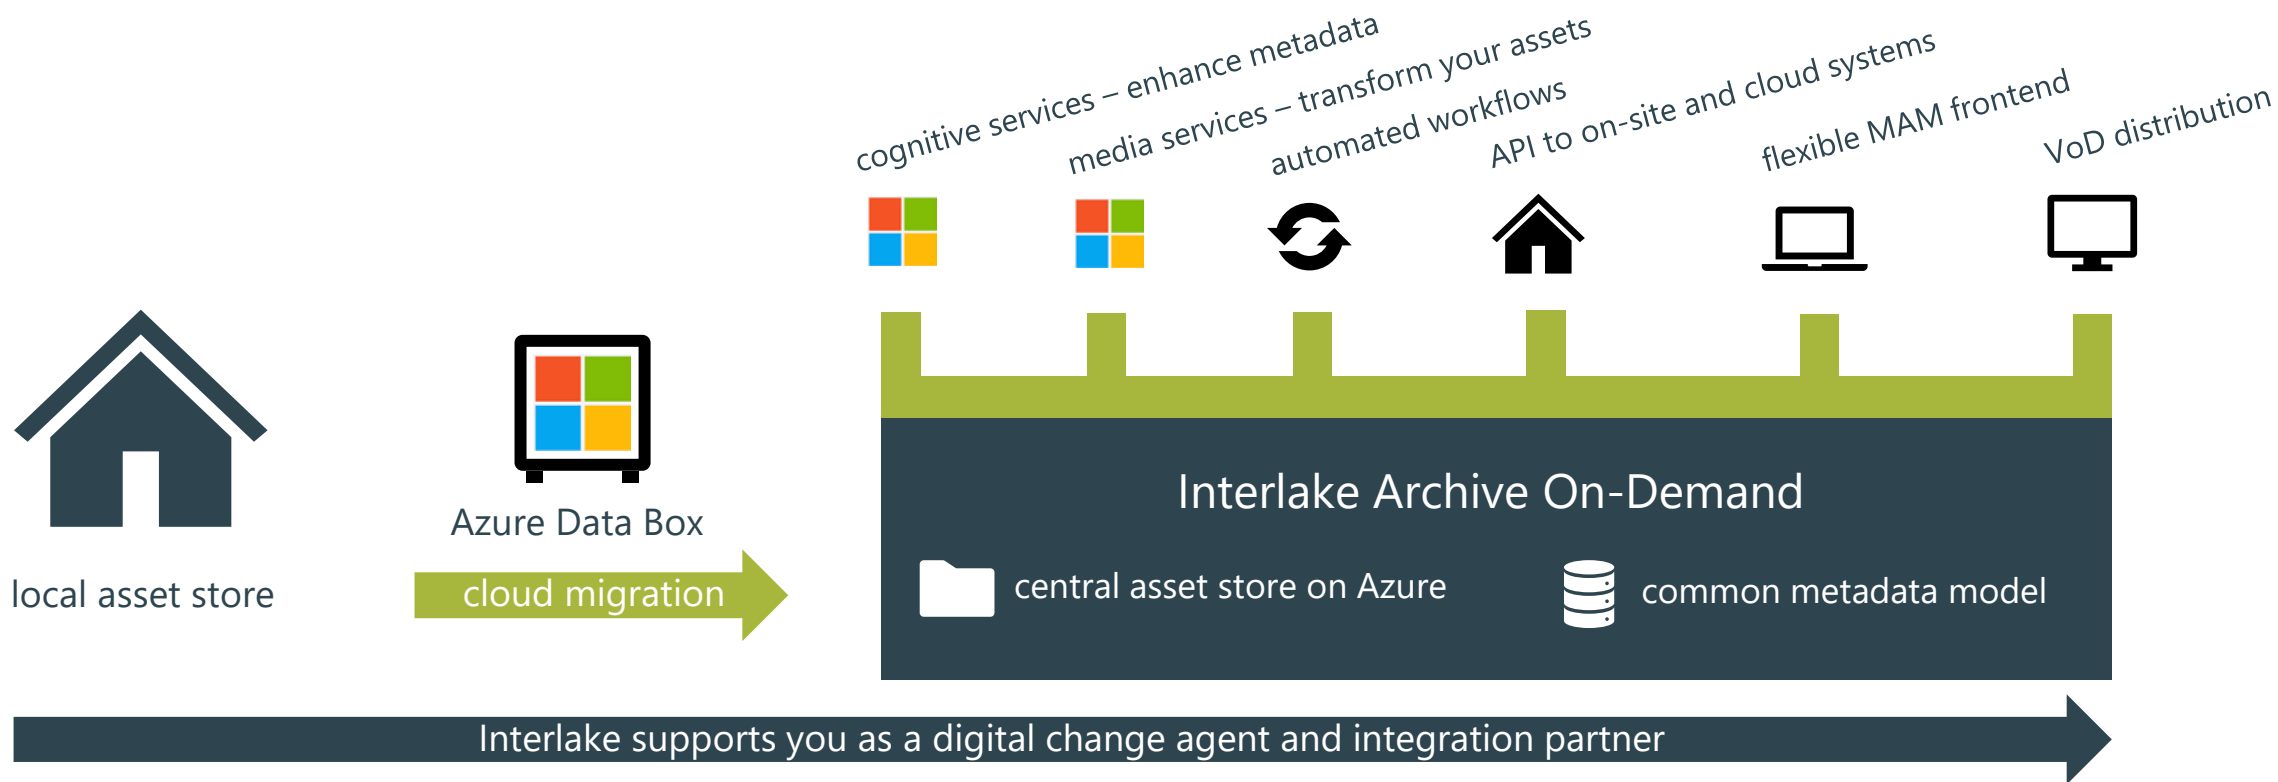 cognitive services – enhance metadata
media services – transform your assets
automated workflows
API to on-site and cloud systems
flexible MAM frontend
VoD distribution
Azure Data Box
local asset store
cloud migration
Interlake Archive On-Demand
central asset store on Azure
common metadata model
Interlake supports you as a digital change agent and integration partner